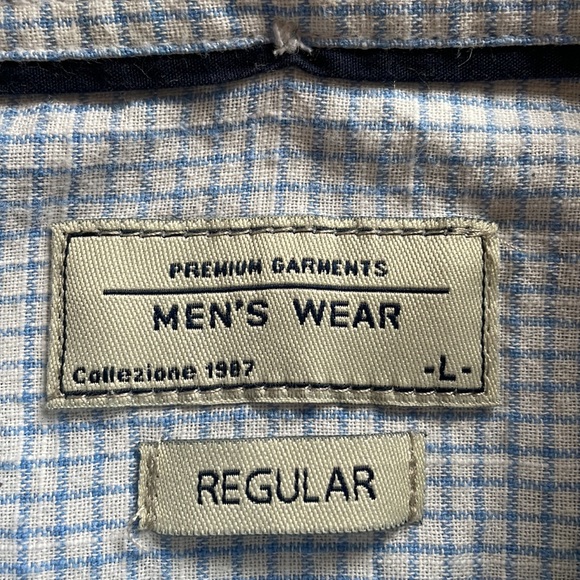 PREMIUM GARMENTS
MEN'S WEAR
Collezione 1987 -L-
REGULAR